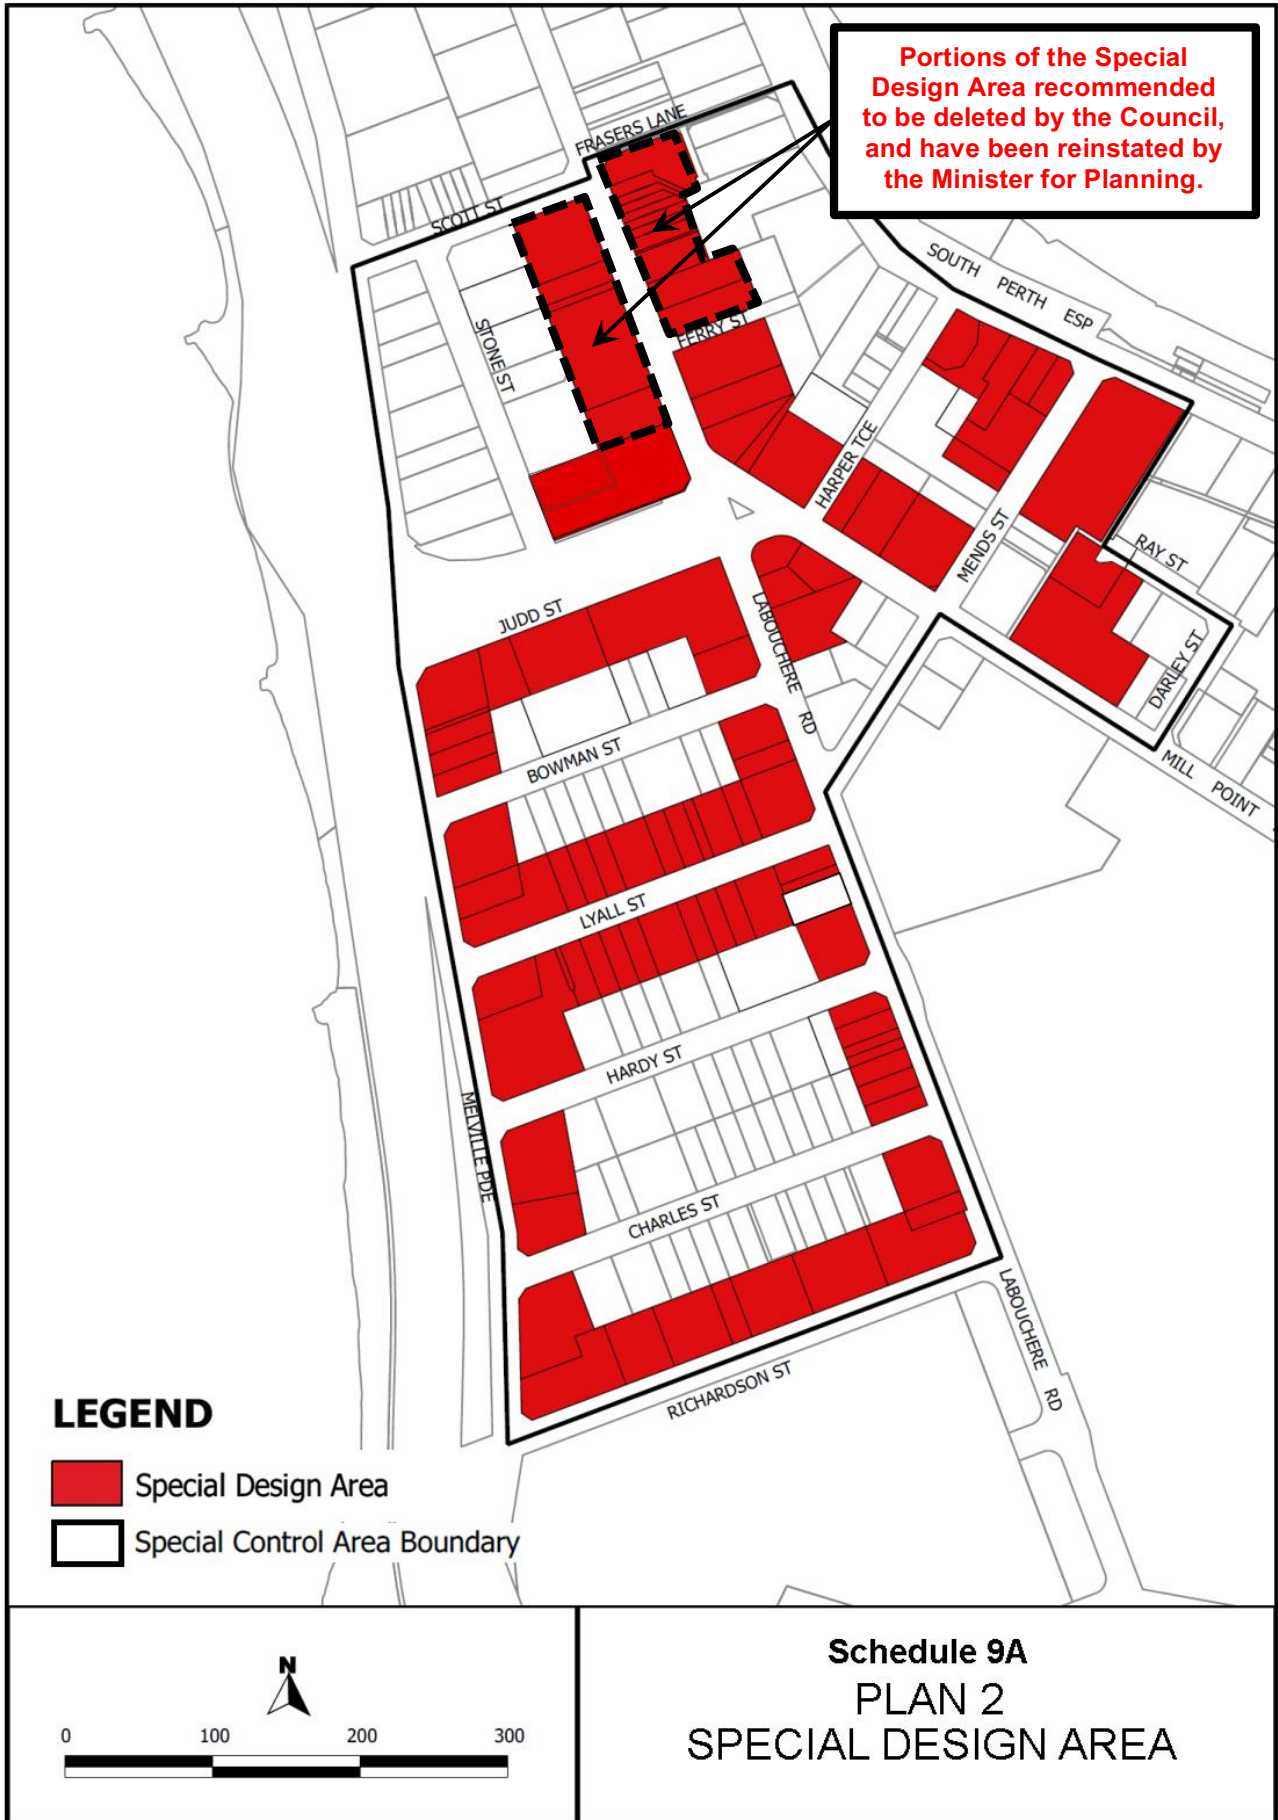 Portions of the Special
Design Area recommended
to be deleted by the Council,
and have been reinstated by
the Minister for Planning.
FRASERS LANE
SCOTT ST
SOUTH PERTH ESP
STONE ST
FERRY ST
HARPER TCE
MENDS ST
RAY ST
JUDD ST
LABOUCHERE RD
DARLEY ST
BOWMAN ST
MILL POINT
LYALL ST
HARDY ST
MELVILLE PDE
CHARLES ST
LABOUCHERE RD
RICHARDSON ST
LEGEND
Special Design Area
Special Control Area Boundary
N
0 100 200 300
Schedule 9A
PLAN 2
SPECIAL DESIGN AREA